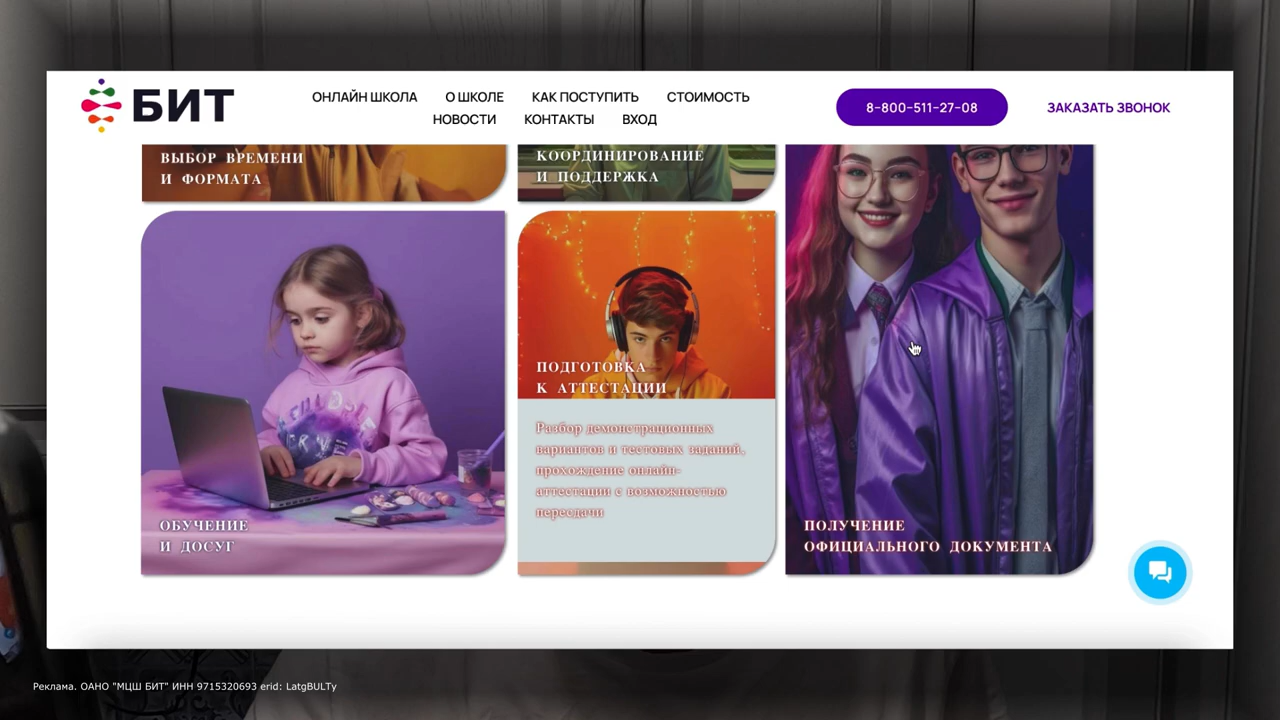 БИТ
ОНЛАЙН ШКОЛА О ШКОЛЕ КАК ПОСТУПИТЬ СТОИМОСТЬ
НОВОСТИ КОНТАКТЫ ВХОД
8-800-511-27-08
ЗАКАЗАТЬ ЗВОНОК
ВЫБОР ВРЕМЕНИ
И ФОРМАТА
КООРДИНИРОВАНИЕ
И ПОДДЕРЖКА
ОБУЧЕНИЕ
И ДОСУГ
ПОДГОТОВКА
К АТТЕСТАЦИИ
Разбор демонстрационных
вариантов и тестовых заданий,
прохождение онлайн-
аттестации с возможностью
пересдачи
ПОЛУЧЕНИЕ
ОФИЦИАЛЬНОГО ДОКУМЕНТА
Реклама. ОАНО "МЦШ БИТ" ИНН 9715320693 erid: LatgBULTy